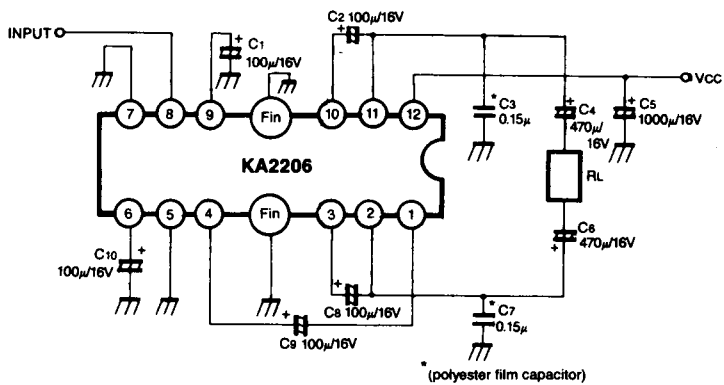 C2 100μ/16V
INPUT
C1
100μ/16V
VCC
7
8
9
Fin
10
11
12
*
C3
0.15μ
C4
470μ/
16V
C5
1000μ/16V
KA2206
RL
6
5
4
Fin
3
2
1
C6
470μ/16V
C10
100μ/16V
C8 100μ/16V
*
C7
0.15μ
C9 100μ/16V
*
(polyester film capacitor)